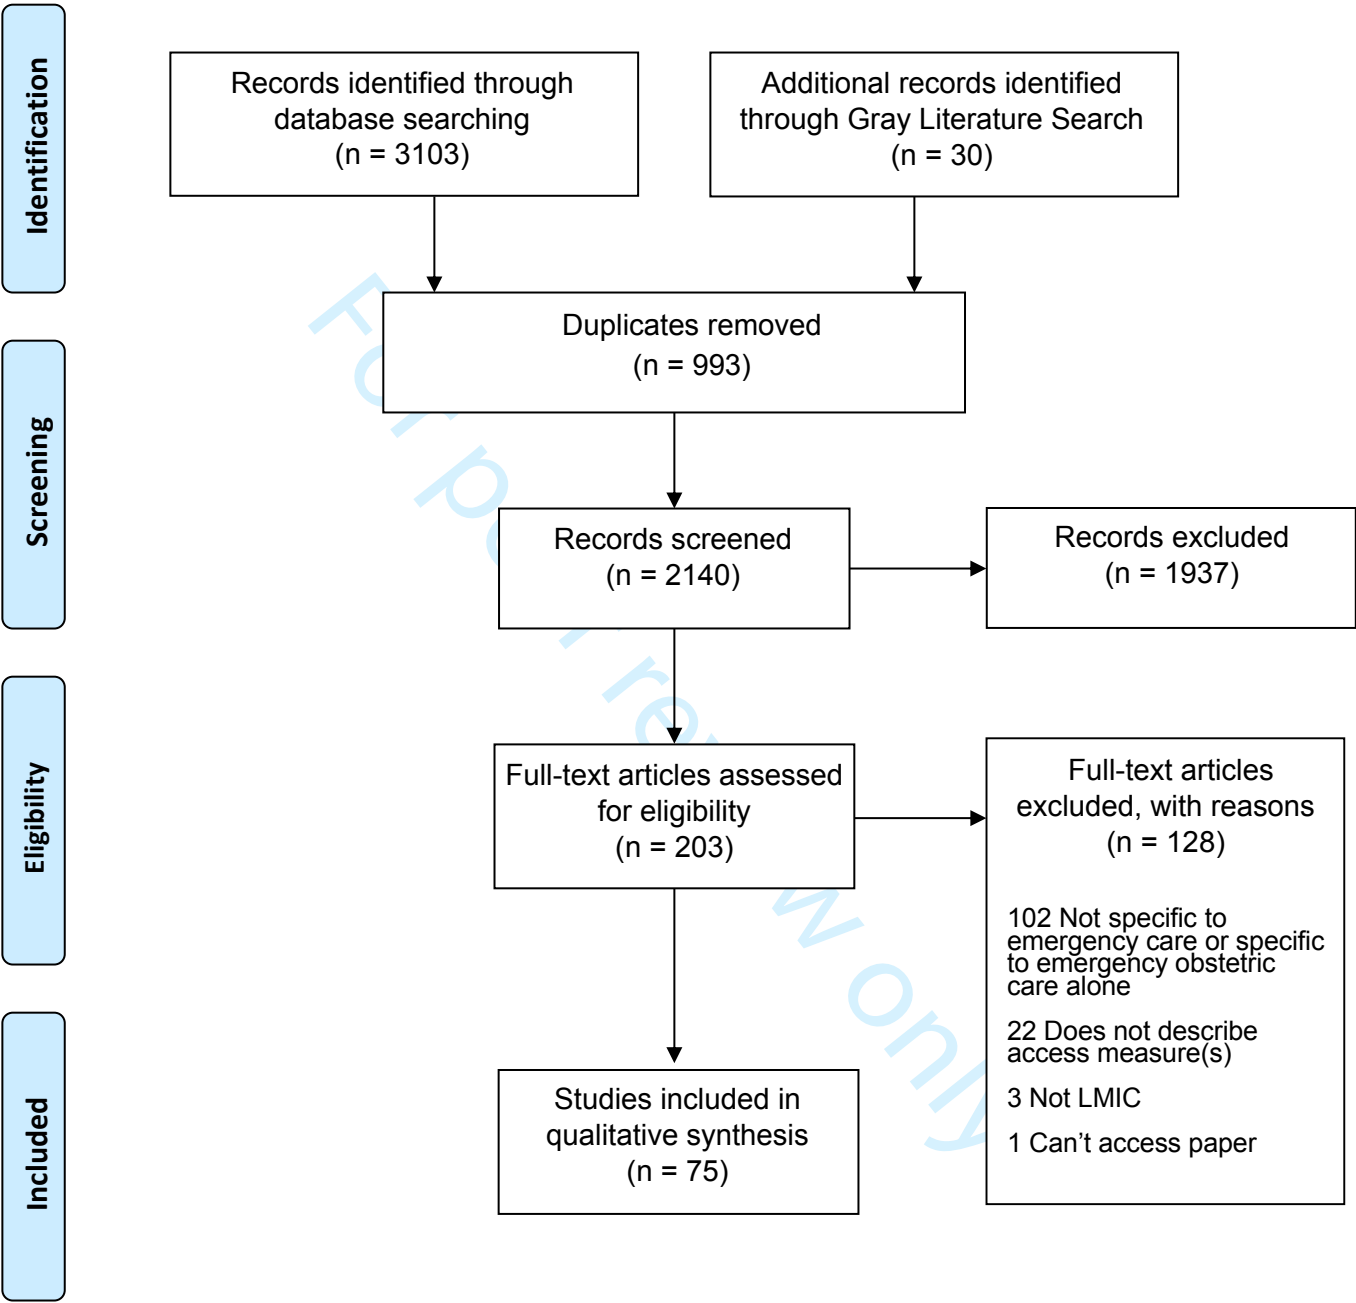 Identification
Records identified through
database searching
(n = 3103)
Additional records identified
through Gray Literature Search
(n = 30)
Duplicates removed
(n = 993)
Screening
Records screened
(n = 2140)
Records excluded
(n = 1937)
Eligibility
Full-text articles assessed
for eligibility
(n = 203)
Full-text articles
excluded, with reasons
(n = 128)
102 Not specific to
emergency care or specific
to emergency obstetric
care alone
22 Does not describe
access measure(s)
3 Not LMIC
1 Can't access paper
Included
Studies included in
qualitative synthesis
(n = 75)
For peer review only